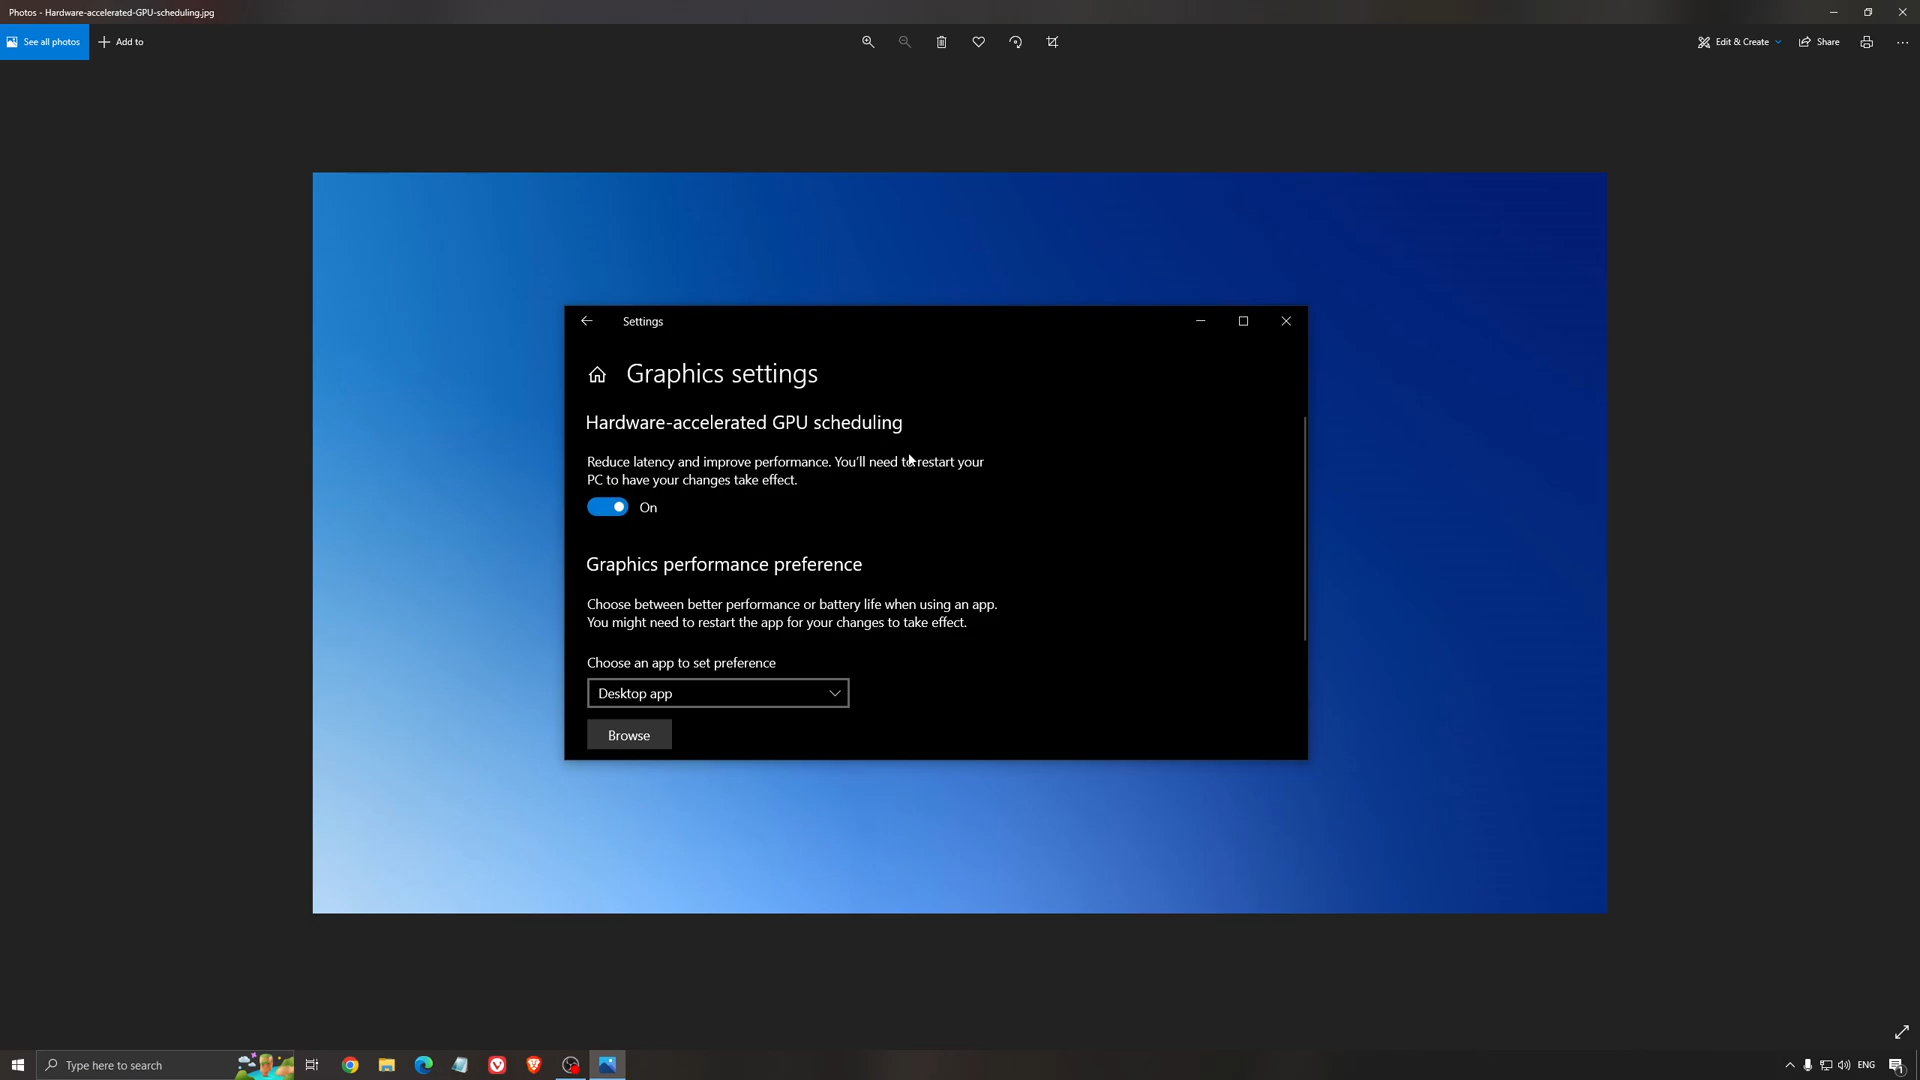 Photos - Hardware-accelerated-GPU-scheduling.jpg
See all photos
Add to
Edit & Create
Share
Settings
Graphics settings
Hardware-accelerated GPU scheduling
Reduce latency and improve performance. You'll need to restart your
PC to have your changes take effect.
On
Graphics performance preference
Choose between better performance or battery life when using an app.
You might need to restart the app for your changes to take effect.
Choose an app to set preference
Desktop app
Browse
Type here to search
ENG
1